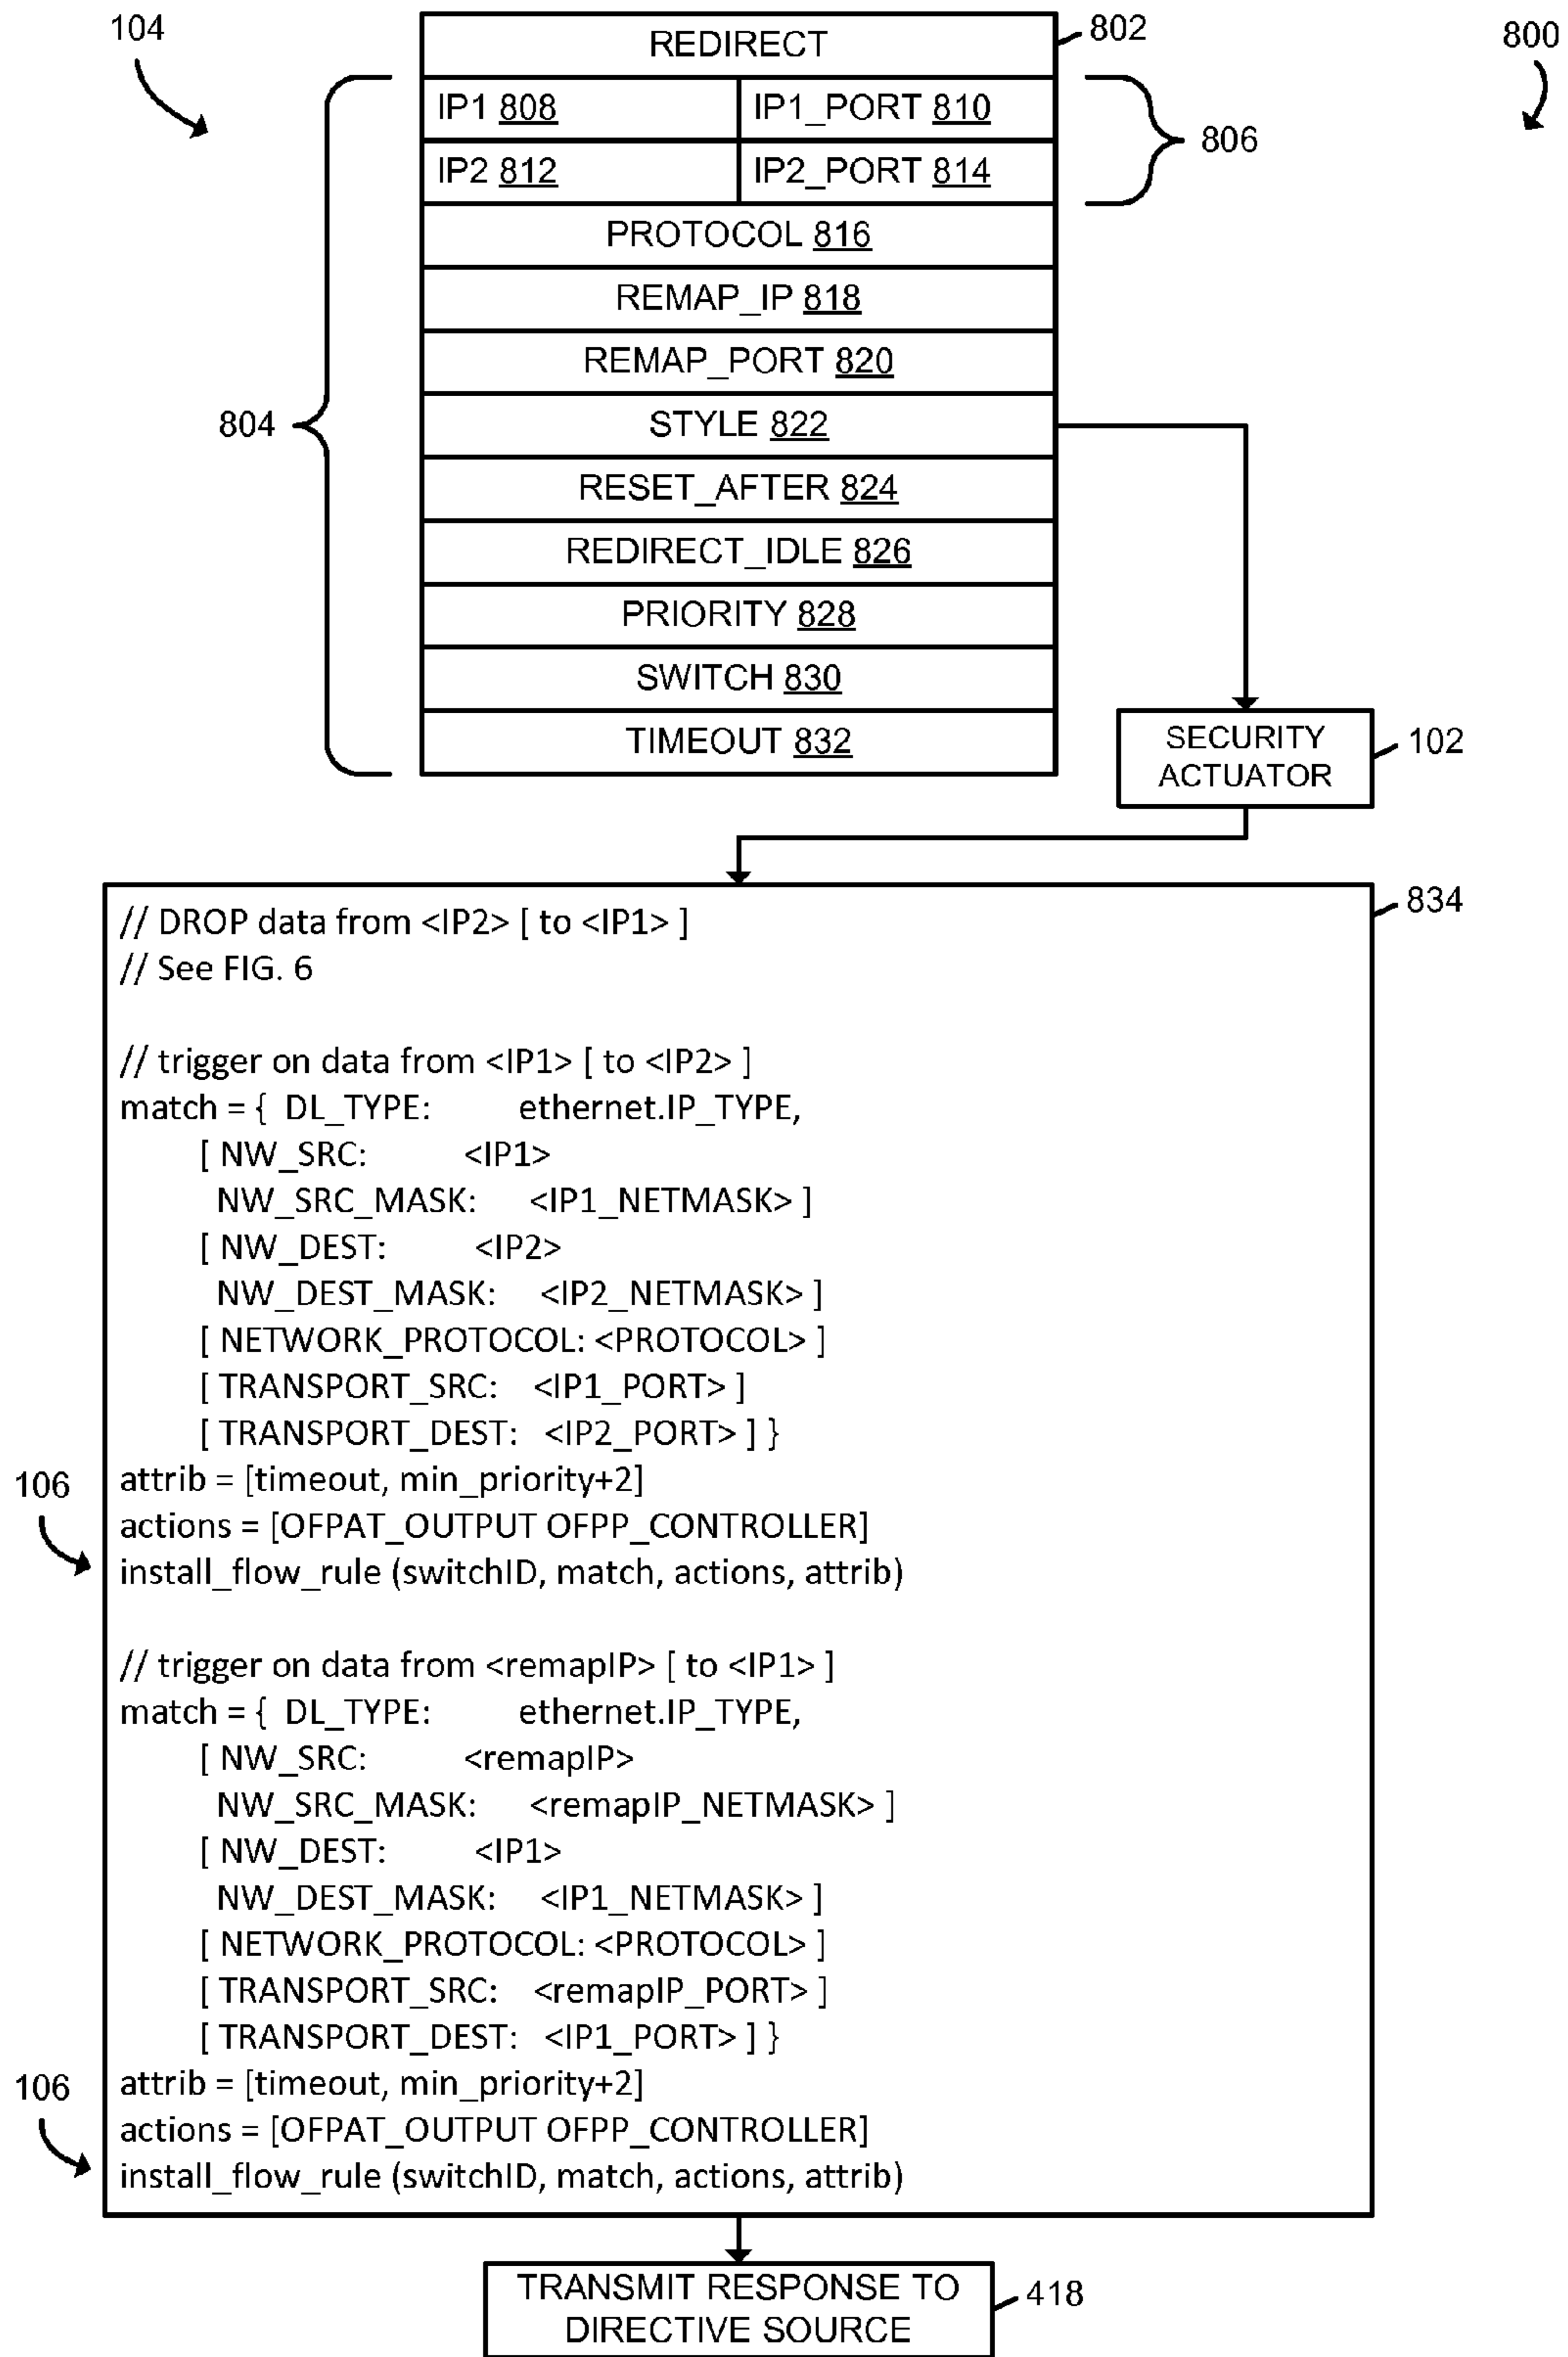 104
REDIRECT
802
800
IP1 808 IP1_PORT 810
IP2 812 IP2_PORT 814
806
PROTOCOL 816
REMAP_IP 818
REMAP_PORT 820
804
STYLE 822
RESET_AFTER 824
REDIRECT_IDLE 826
PRIORITY 828
SWITCH 830
TIMEOUT 832
SECURITY
ACTUATOR
102
834
// DROP data from <IP2> [ to <IP1> ]
// See FIG. 6
// trigger on data from <IP1> [ to <IP2> ]
match = { DL_TYPE: ethernet.IP_TYPE,
[ NW_SRC: <IP1>
NW_SRC_MASK: <IP1_NETMASK> ]
[ NW_DEST: <IP2>
NW_DEST_MASK: <IP2_NETMASK> ]
[ NETWORK_PROTOCOL: <PROTOCOL> ]
[ TRANSPORT_SRC: <IP1_PORT> ]
[ TRANSPORT_DEST: <IP2_PORT> ] }
106
attrib = [timeout, min_priority+2]
actions = [OFPAT_OUTPUT OFPP_CONTROLLER]
install_flow_rule (switchID, match, actions, attrib)
// trigger on data from <remapIP> [ to <IP1> ]
match = { DL_TYPE: ethernet.IP_TYPE,
[ NW_SRC: <remapIP>
NW_SRC_MASK: <remapIP_NETMASK> ]
[ NW_DEST: <IP1>
NW_DEST_MASK: <IP1_NETMASK> ]
[ NETWORK_PROTOCOL: <PROTOCOL> ]
[ TRANSPORT_SRC: <remapIP_PORT> ]
[ TRANSPORT_DEST: <IP1_PORT> ] }
106
attrib = [timeout, min_priority+2]
actions = [OFPAT_OUTPUT OFPP_CONTROLLER]
install_flow_rule (switchID, match, actions, attrib)
TRANSMIT RESPONSE TO
DIRECTIVE SOURCE
418